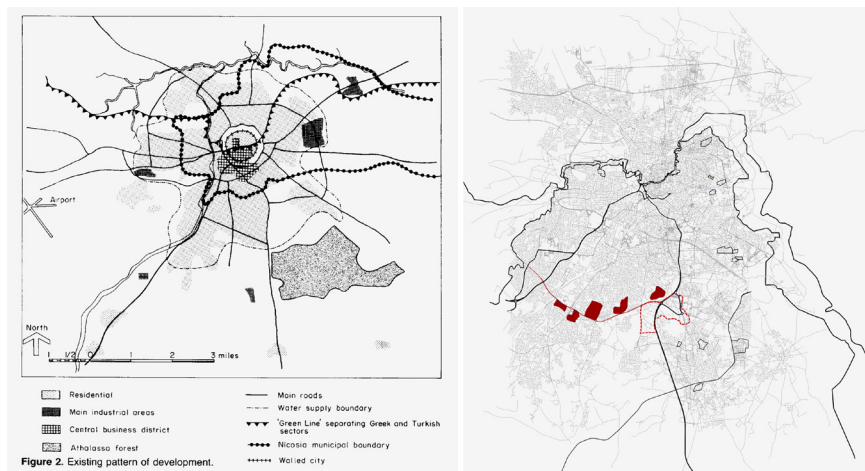 Airport
North
1 1/2 0 1 2 3 miles
Residential
Main industrial areas
Central business district
Athalassa forest
Main roads
Water supply boundary
'Green Line' separating Greek and Turkish
sectors
Nicosia municipal boundary
Walled city
Figure 2. Existing pattern of development.